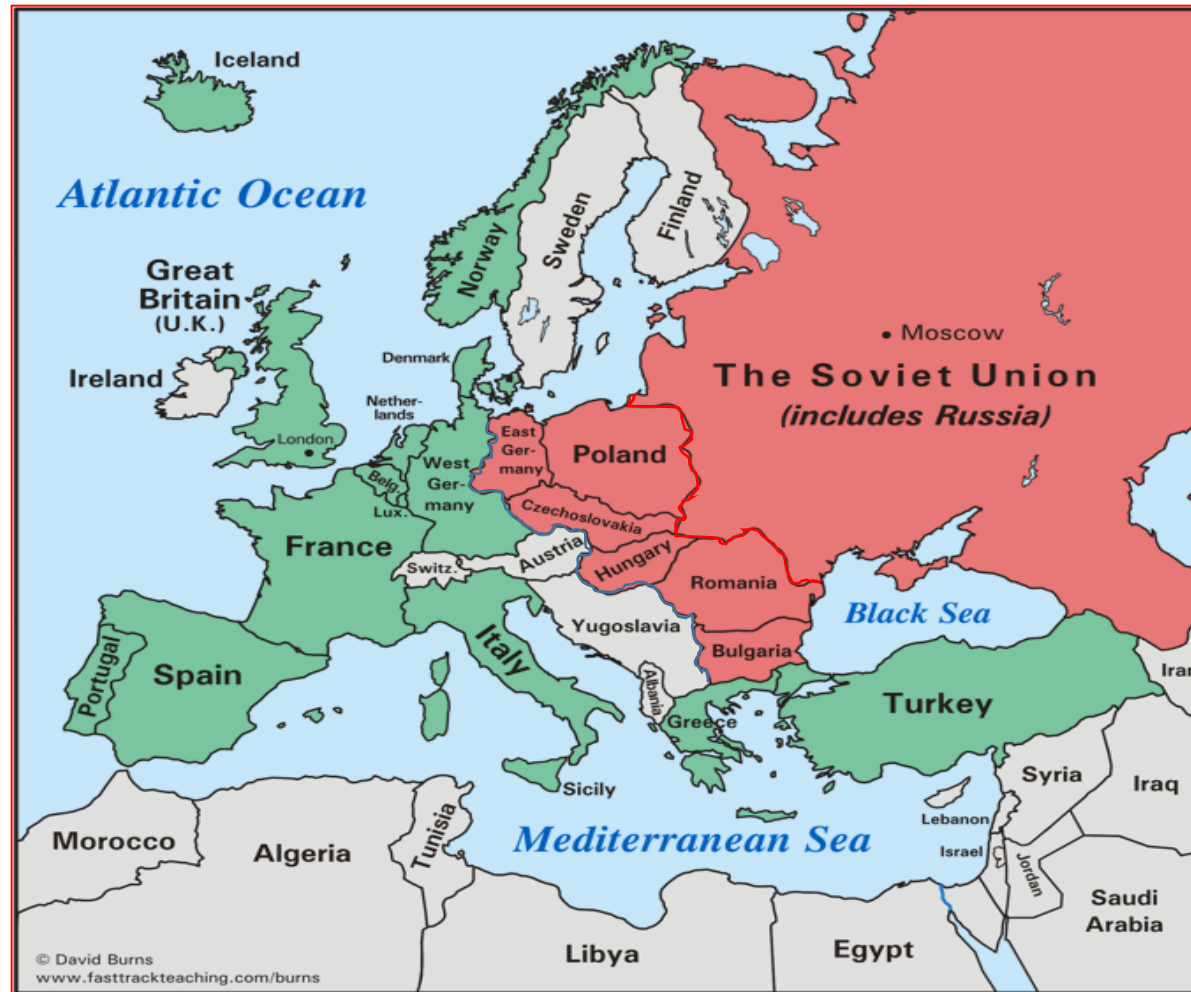 Iceland
Atlantic Ocean
Norway
Sweden
Finland
Great
Britain
(U.K.)
Ireland
London
Denmark
Nether-
lands
Moscow
The Soviet Union
(includes Russia)
East
Ger-
many
Poland
West
Ger-
many
Belg.
Lux.
Czechoslovakia
France
Switz.
Austria
Hungary
Romania
Black Sea
Yugoslavia
Bulgaria
Italy
Portugal
Spain
Albania
Greece
Turkey
Iran
Sicily
Syria
Iraq
Lebanon
Israel
Jordan
Mediterranean Sea
Morocco
Algeria
Tunisia
Saudi
Arabia
Libya
Egypt
© David Burns
www.fasttrackteaching.com/burns